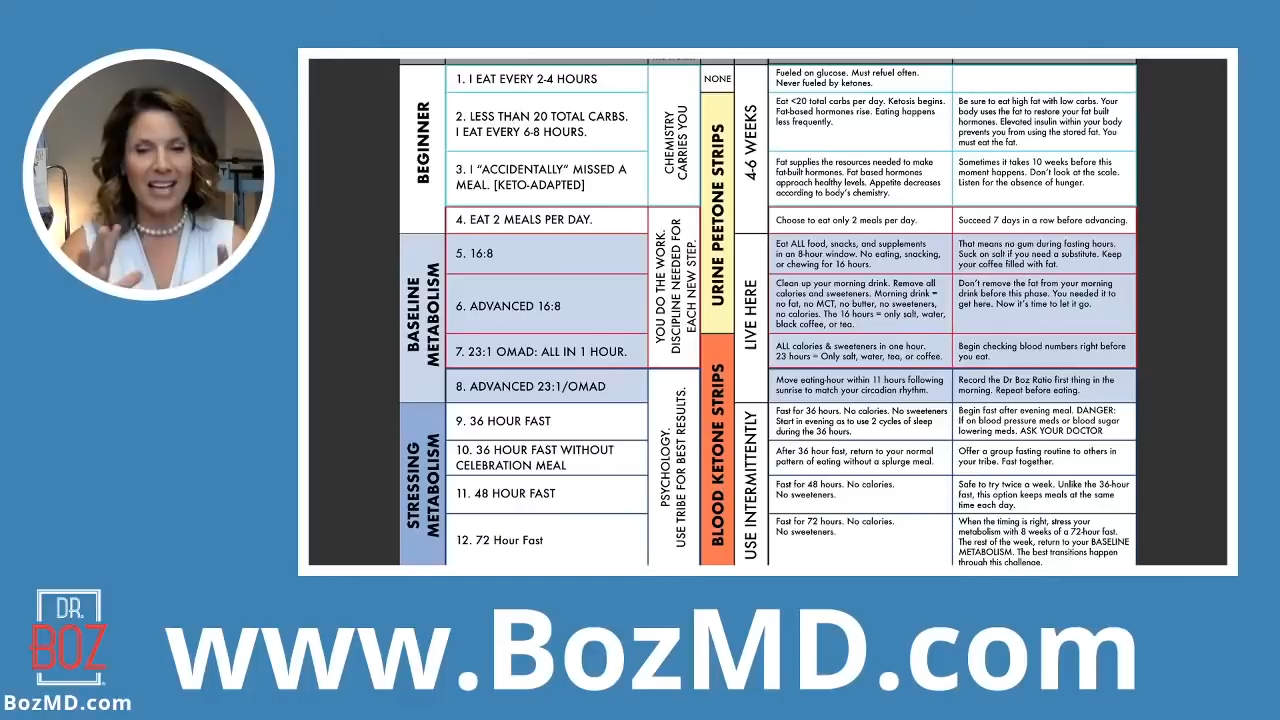 BEGINNER
BASELINE
METABOLISM
STRESSING
METABOLISM
1. I EAT EVERY 2-4 HOURS
2. LESS THAN 20 TOTAL CARBS.
I EAT EVERY 6-8 HOURS.
3. I “ACCIDENTALLY” MISSED A
MEAL. [KETO-ADAPTED]
4. EAT 2 MEALS PER DAY.
5. 16:8
6. ADVANCED 16:8
7. 23:1 OMAD: ALL IN 1 HOUR.
8. ADVANCED 23:1/OMAD
9. 36 HOUR FAST
10. 36 HOUR FAST WITHOUT
CELEBRATION MEAL
11. 48 HOUR FAST
12. 72 Hour Fast
CHEMISTRY
CARRIES YOU
YOU DO THE WORK.
DISCIPLINE NEEDED FOR
EACH NEW STEP.
PSYCHOLOGY.
USE TRIBE FOR BEST RESULTS.
NONE
URINE PEETONE STRIPS
BLOOD KETONE STRIPS
4-6 WEEKS
LIVE HERE
USE INTERMITTENTLY
Fueled on glucose. Must refuel often.
Never fueled by ketones.
Eat <20 total carbs per day. Ketosis begins.
Fat-based hormones rise. Eating happens
less frequently.
Be sure to eat high fat with low carbs. Your
body uses the fat to restore your fat built
hormones. Elevated insulin within your body
prevents you from using the stored fat. You
must eat the fat.
Fat supplies the resources needed to make
fat-built hormones. Fat based hormones
approach healthy levels. Appetite decreases
according to body's chemistry.
Sometimes it takes 10 weeks before this
moment happens. Don't look at the scale.
Listen for the absence of hunger.
Choose to eat only 2 meals per day.
Succeed 7 days in a row before advancing.
Eat ALL food, snacks, and supplements
in an 8-hour window. No eating, snacking,
or chewing for 16 hours.
That means no gum during fasting hours.
Suck on salt if you need a substitute. Keep
your coffee filled with fat.
Clean up your morning drink. Remove all
calories and sweeteners. Morning drink =
no fat, no MCT, no butter, no sweeteners,
no calories. The 16 hours = only salt, water,
black coffee, or tea.
Don't remove the fat from your morning
drink before this phase. You needed it to
get here. Now it's time to let it go.
ALL calories & sweeteners in one hour.
23 hours = Only salt, water, tea, or coffee.
Begin checking blood numbers right before
you eat.
Move eating-hour within 11 hours following
sunrise to match your circadian rhythm.
Record the Dr Boz Ratio first thing in the
morning. Repeat before eating.
Fast for 36 hours. No calories. No sweeteners
Start in evening as to use 2 cycles of sleep
during the 36 hours.
Begin fast after evening meal. DANGER:
If on blood pressure meds or blood sugar
lowering meds. ASK YOUR DOCTOR
After 36 hour fast, return to your normal
pattern of eating without a splurge meal.
Offer a group fasting routine to others in
your tribe. Fast together.
Fast for 48 hours. No calories.
No sweeteners.
Safe to try twice a week. Unlike the 36-hour
fast, this option keeps meals at the same
time each day.
Fast for 72 hours. No calories.
No sweeteners.
When the timing is right, stress your
metabolism with 8 weeks of a 72-hour fast.
The rest of the week, return to your BASELINE
METABOLISM. The best transitions happen
through this challenge.
DR.
BOZ
BozMD.com
www.BozMD.com